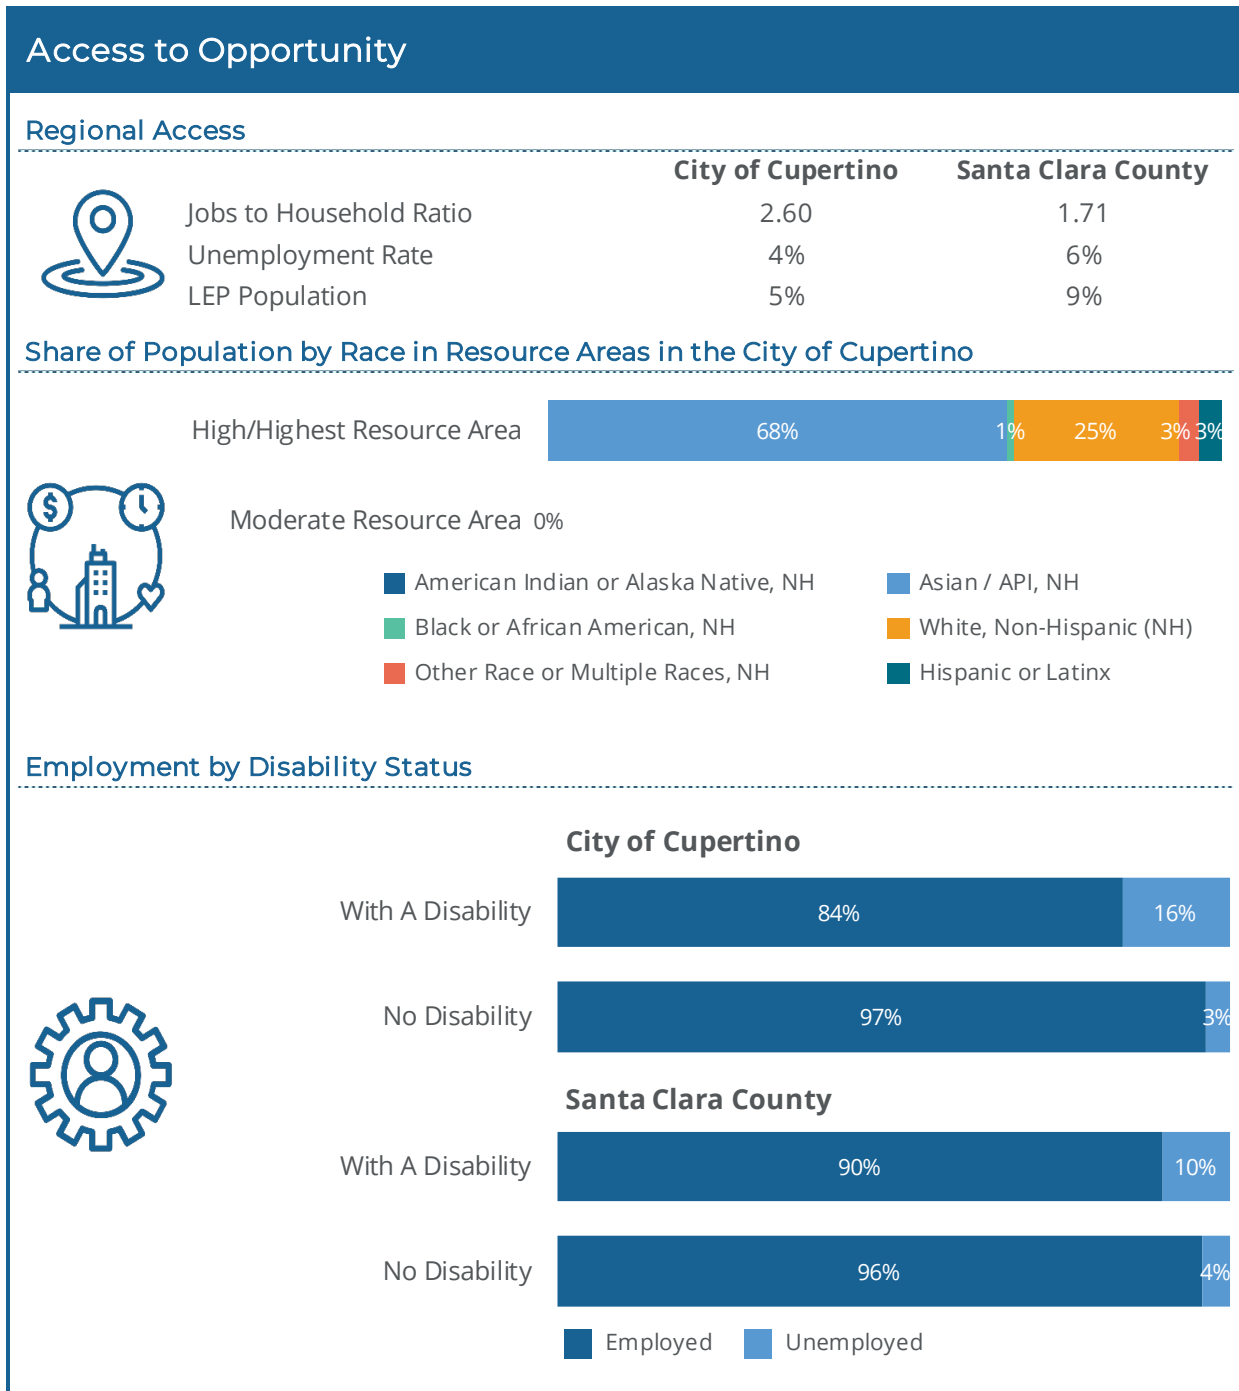 Access to Opportunity
Regional Access
City of Cupertino Santa Clara County
Jobs to Household Ratio 2.60 1.71
Unemployment Rate 4% 6%
LEP Population 5% 9%
Share of Population by Race in Resource Areas in the City of Cupertino
High/Highest Resource Area 68% 1% 25% 3% 3%
Moderate Resource Area 0%
American Indian or Alaska Native, NH Asian / API, NH
Black or African American, NH White, Non-Hispanic (NH)
Other Race or Multiple Races, NH Hispanic or Latinx
Employment by Disability Status
City of Cupertino
With A Disability 84% 16%
No Disability 97% 3%
Santa Clara County
With A Disability 90% 10%
No Disability 96% 4%
Employed Unemployed
$